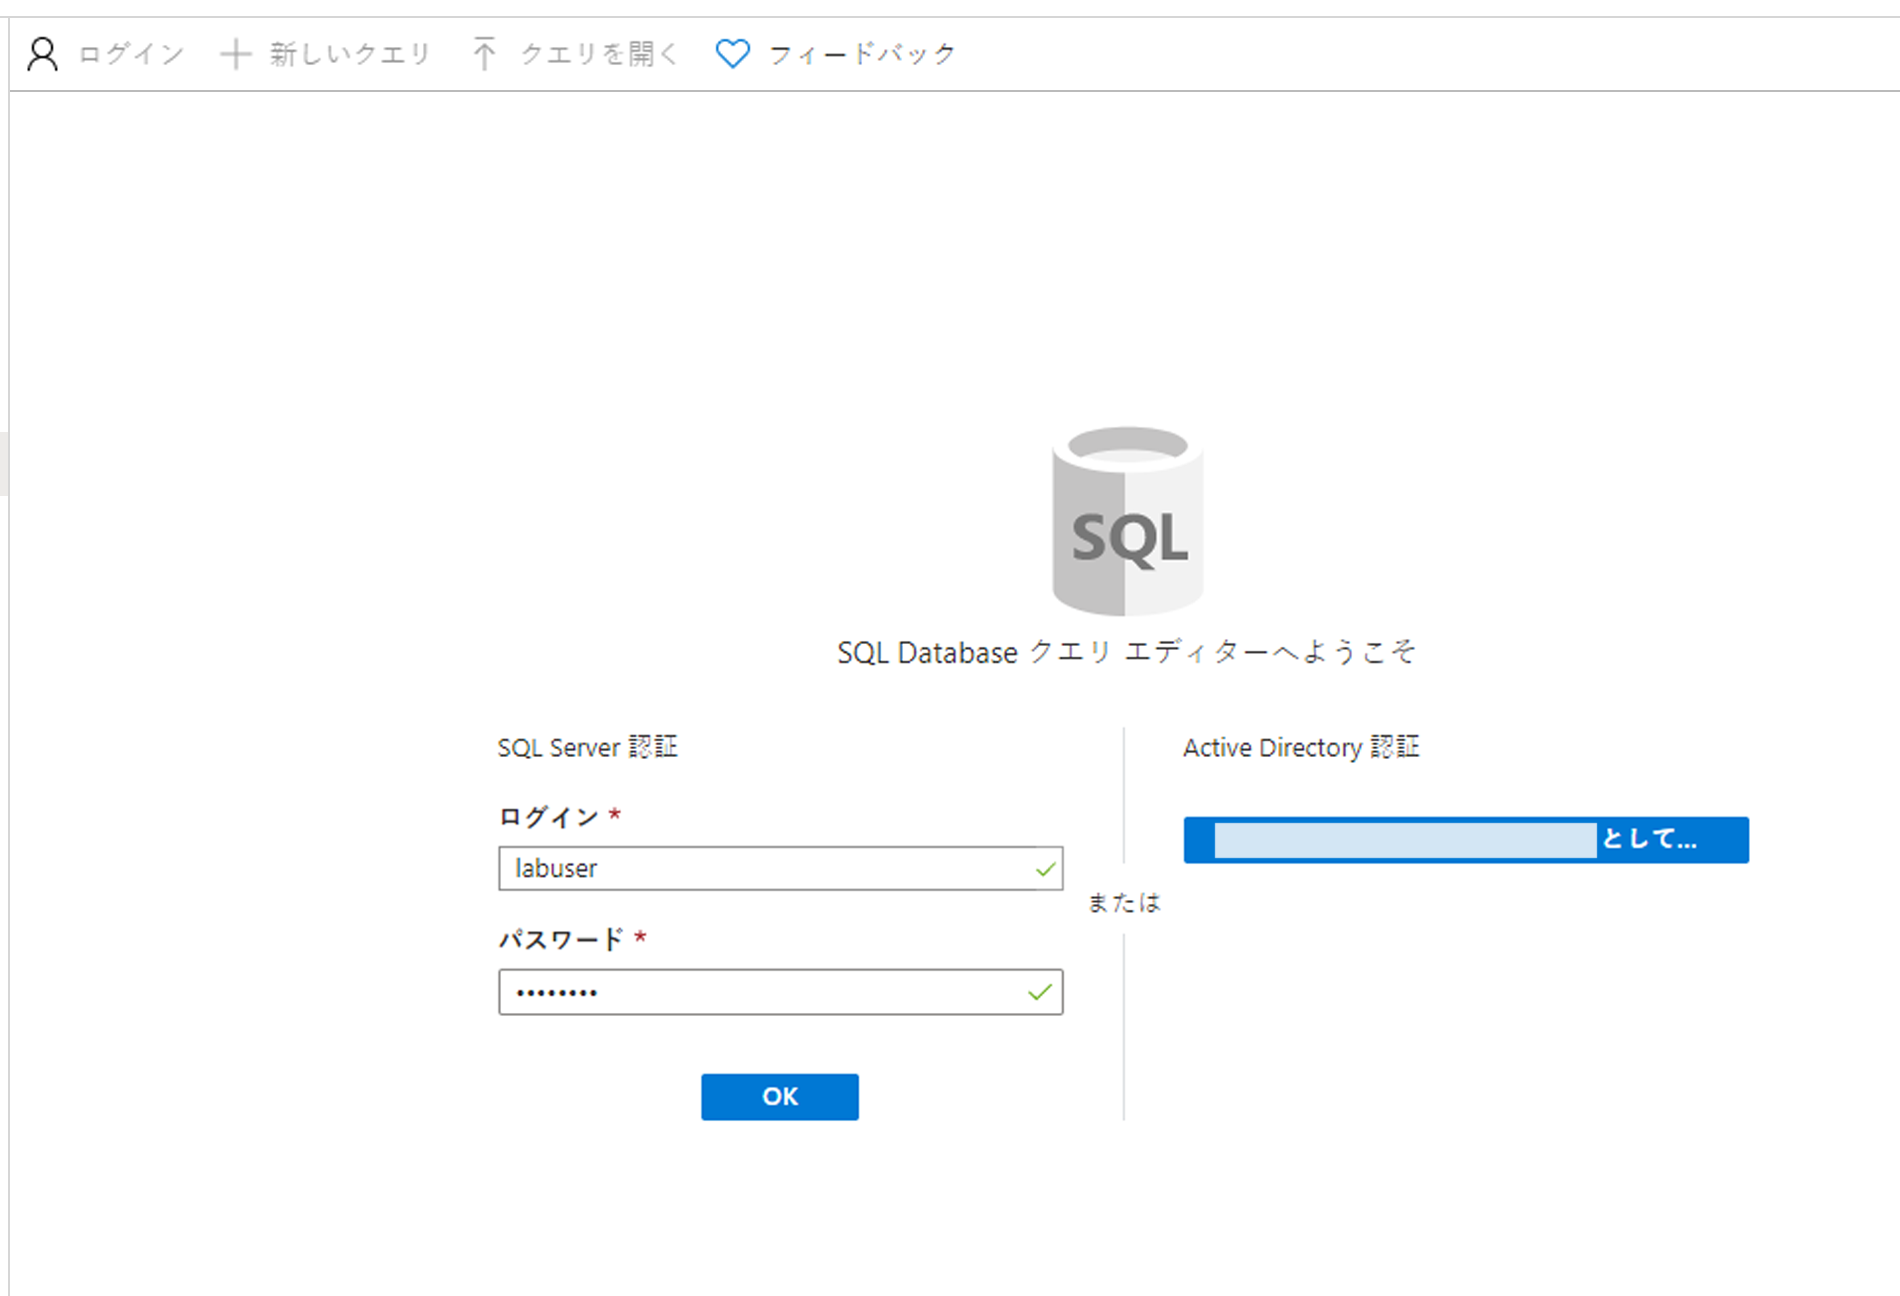 ログイン 新しいクエリ クエリを開く フィードバック
SQL
SQL Database クエリ エディターへようこそ
SQL Server 認証
ログイン *
labuser
パスワード *
••••••••
OK
または
Active Directory 認証
として...